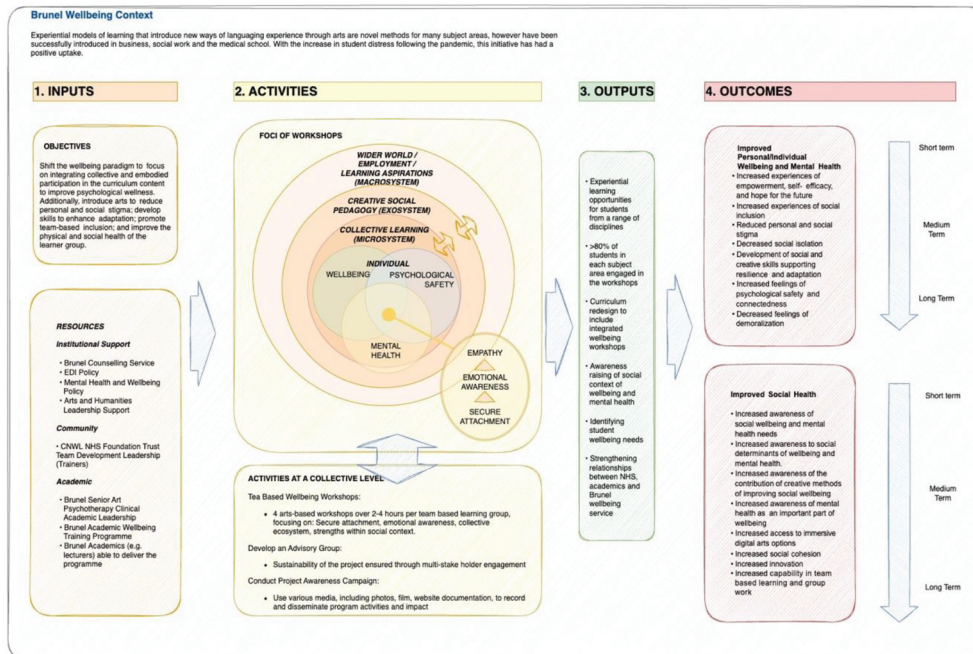 Brunel Wellbeing Context
Experiential models of learning that introduce new ways of languaging experience through arts are novel methods for many subject areas, however have been
successfully introduced in business, social work and the medical school. With the increase in student distress following the pandemic, this initiative has had a
positive uptake.
1. INPUTS
OBJECTIVES
Shift the wellbeing paradigm to focus
on integrating collective and embodied
participation in the curriculum content
to improve psychological wellness.
Additionally, introduce arts to reduce
personal and social stigma; develop
skills to enhance adaptation; promote
team-based inclusion; and improve the
physical and social health of the
learner group.
RESOURCES
Institutional Support
• Brunel Counselling Service
• EDI Policy
• Mental Health and Wellbeing
Policy
• Arts and Humanities
Leadership Support
Community
• CNWL NHS Foundation Trust
Team Development Leadership
(Trainers)
Academic
• Brunel Senior Art
Psychotherapy Clinical
Academic Leadership
• Brunel Academic Wellbeing
Training Programme
• Brunel Academics (e.g.
lecturers) able to deliver the
programme
2. ACTIVITIES
FOCI OF WORKSHOPS
WIDER WORLD /
EMPLOYMENT /
LEARNING ASPIRATIONS
(MACROSYSTEM)
CREATIVE SOCIAL
PEDAGOGY (EXOSYSTEM)
COLLECTIVE LEARNING
(MICROSYSTEM)
INDIVIDUAL
WELLBEING
PSYCHOLOGICAL
SAFETY
MENTAL
HEALTH
EMPATHY
EMOTIONAL
AWARENESS
SECURE
ATTACHMENT
ACTIVITIES AT A COLLECTIVE LEVEL
Tea Based Wellbeing Workshops:
• 4 arts-based workshops over 2-4 hours per team based learning group,
focusing on: Secure attachment, emotional awareness, collective
ecosystem, strengths within social context.
Develop an Advisory Group:
• Sustainability of the project ensured through multi-stake holder engagement
Conduct Project Awareness Campaign:
• Use various media, including photos, film, website documentation, to record
and disseminate program activities and impact
3. OUTPUTS
• Experiential
learning
opportunities
for students
from a range of
disciplines
• >80% of
students in
each subject
area engaged in
the workshops
• Curriculum
redesign to
include
integrated
wellbeing
workshops
• Awareness
raising of social
context of
wellbeing and
mental health
• Identifying
student
wellbeing needs
• Strengthening
relationships
between NHS,
academics and
Brunel
wellbeing
service
4. OUTCOMES
Improved
Personal/Individual
Wellbeing and Mental Health
• Increased experiences of
empowerment, self- efficacy,
and hope for the future
• Increased experiences of social
inclusion
• Reduced personal and social
stigma
• Decreased social isolation
• Development of social and
creative skills supporting
resilience and adaptation
• Increased feelings of
psychological safety and
connectedness
• Decreased feelings of
demoralization
Short term
Medium
Term
Long Term
Improved Social Health
• Increased awareness of
social wellbeing and mental
health needs
• Increased awareness to social
determinants of wellbeing and
mental health.
• Increased awareness of the
contribution of creative methods
of improving social wellbeing
• Increased awareness of mental
health as an important part of
wellbeing
• Increased access to immersive
digital arts options
• Increased social cohesion
• Increased innovation
• Increased capability in team
based learning and group
work
Short term
Medium
Term
Long Term